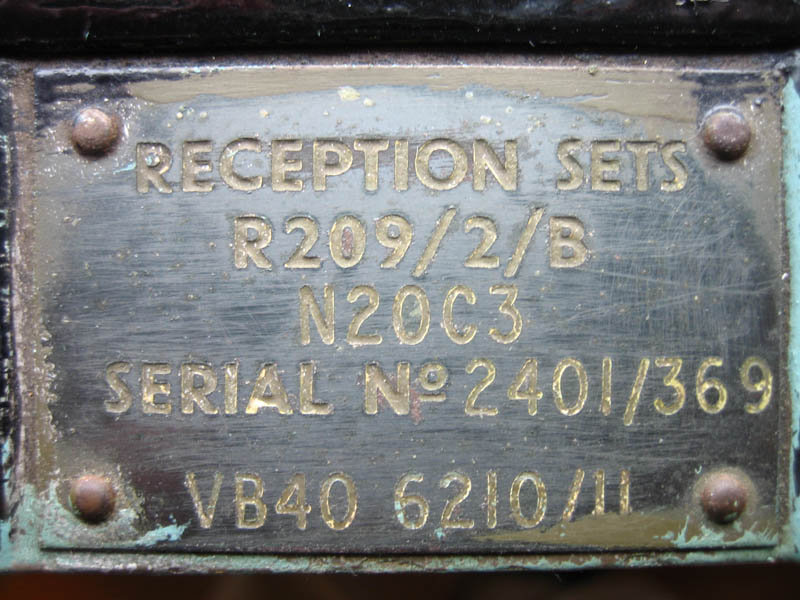 RECEPTION SETS
R209/2/B
N20C3
SERIAL Nº 2401/369
VB40 6210/11